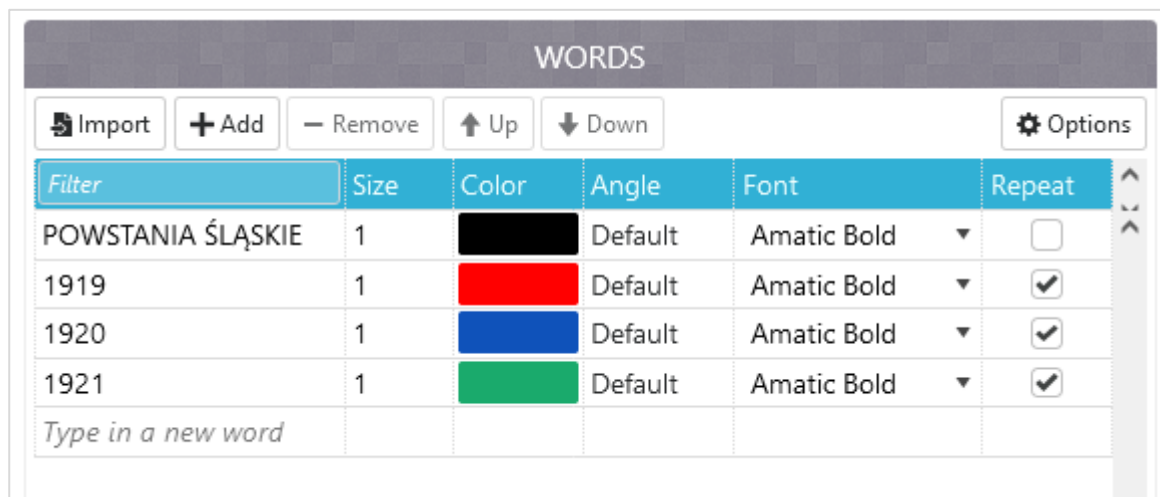 WORDS
Import Add Remove Up Down Options
Filter Size Color Angle Font Repeat
POWSTANIA ŚLĄSKIE 1 Default Amatic Bold
1919 1 Default Amatic Bold
1920 1 Default Amatic Bold
1921 1 Default Amatic Bold
Type in a new word